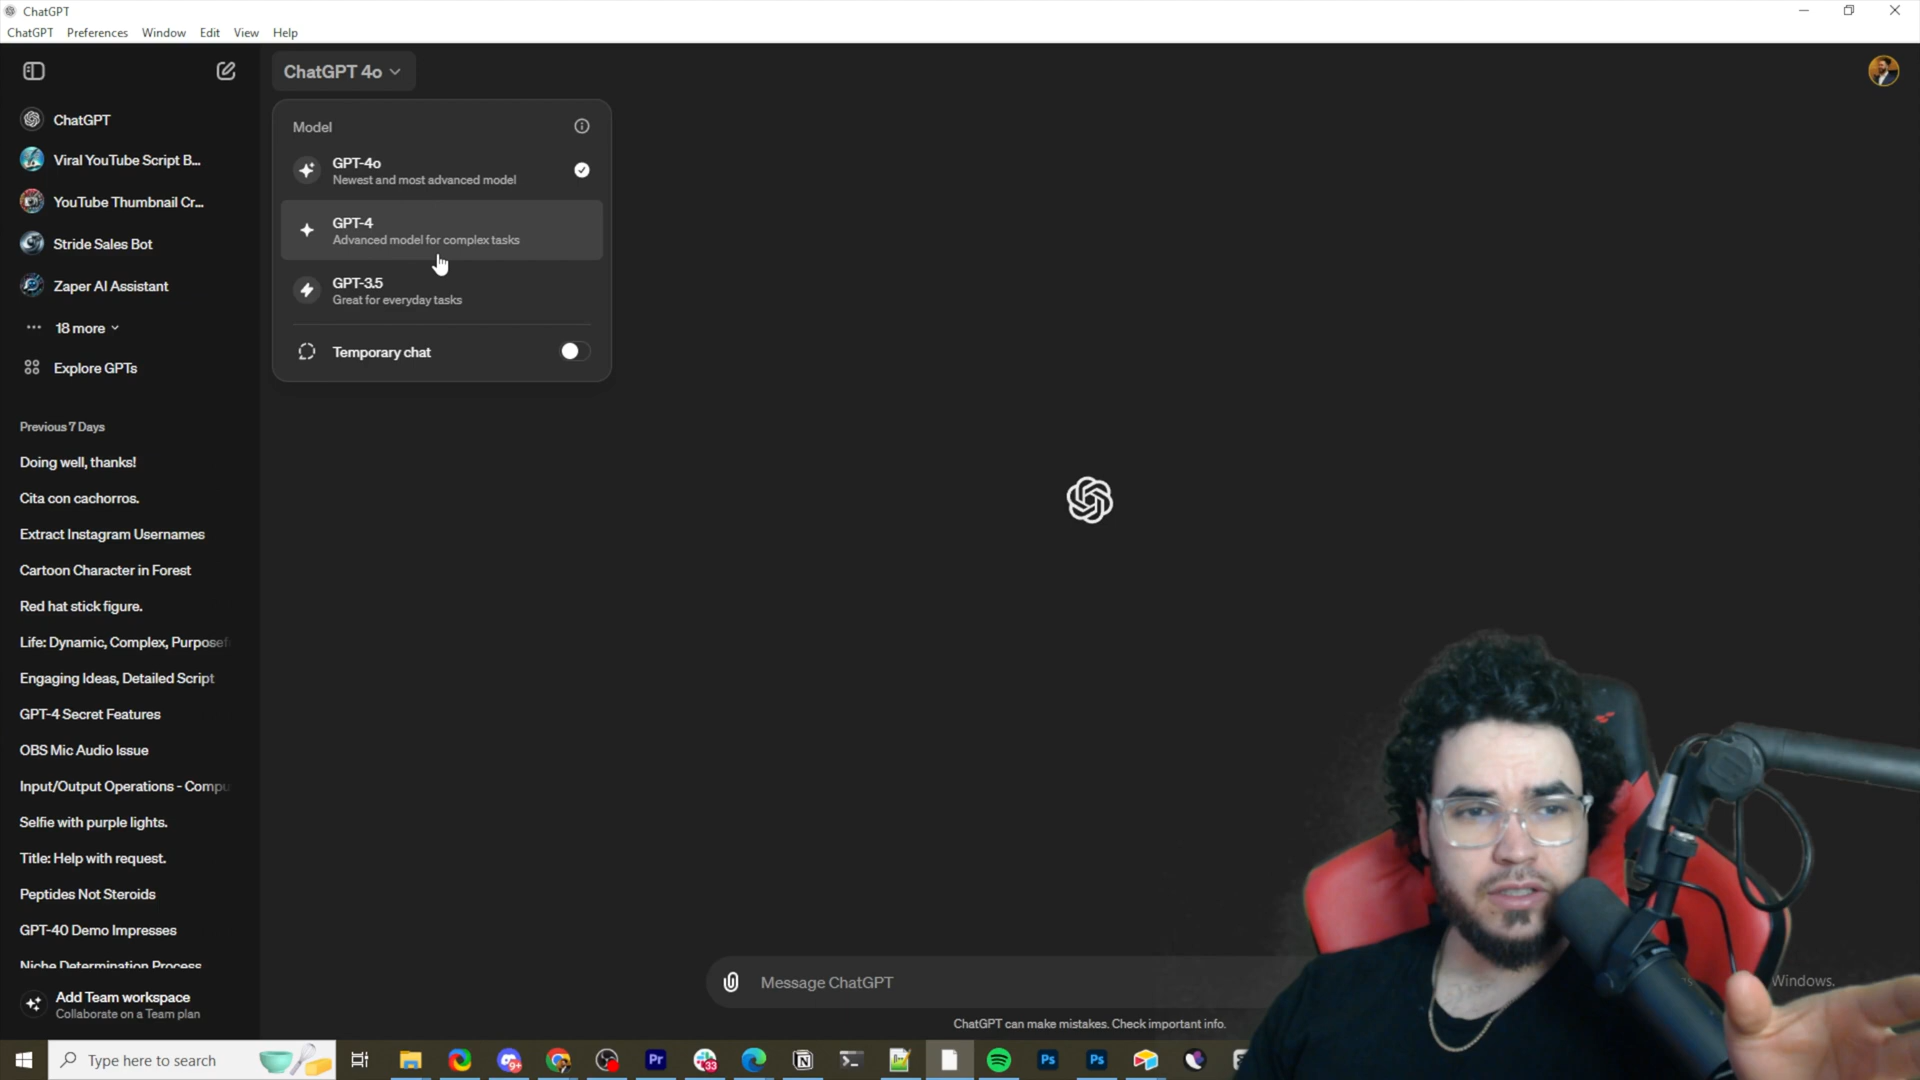 ChatGPT
ChatGPT Preferences Window Edit View Help
ChatGPT 4o
ChatGPT
Viral YouTube Script B...
YouTube Thumbnail Cr...
Stride Sales Bot
Zaper AI Assistant
18 more
Explore GPTs
Previous 7 Days
Doing well, thanks!
Cita con cachorros.
Extract Instagram Usernames
Cartoon Character in Forest
Red hat stick figure.
Life: Dynamic, Complex, Purposef
Engaging Ideas, Detailed Script
GPT-4 Secret Features
OBS Mic Audio Issue
Input/Output Operations - Compu
Selfie with purple lights.
Title: Help with request.
Peptides Not Steroids
GPT-4O Demo Impresses
Niche Determination Process
Add Team workspace
Collaborate on a Team plan
Model
GPT-4o
Newest and most advanced model
GPT-4
Advanced model for complex tasks
GPT-3.5
Great for everyday tasks
Temporary chat
Message ChatGPT
ChatGPT can make mistakes. Check important info.
Windows.
Type here to search
9+
Pr
33
Ps
Ps